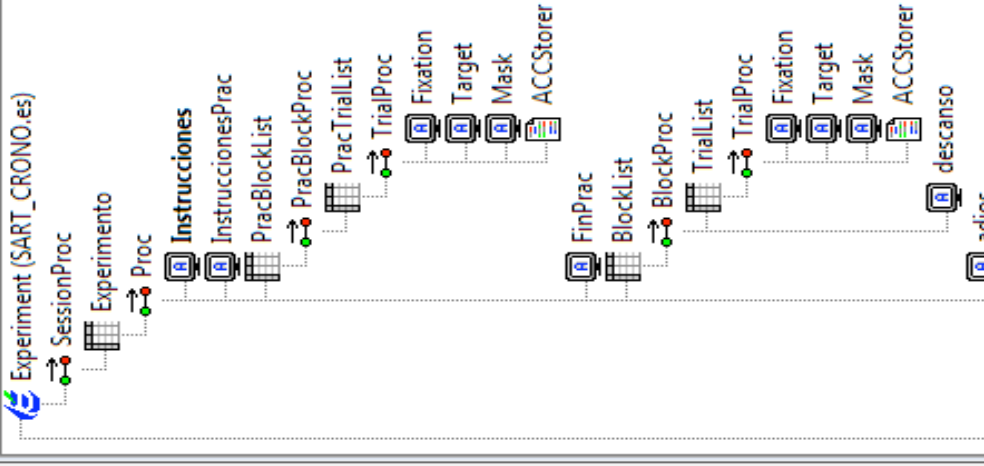 Experiment (SART_CRONO.es)
SessionProc
Experimento
Proc
Instrucciones
InstruccionesPrac
PracBlockList
PracBlockProc
PracTrialList
TrialProc
Fixation
Target
Mask
ACCStorer
FinPrac
BlockList
BlockProc
TrialList
TrialProc
Fixation
Target
Mask
ACCStorer
descanso